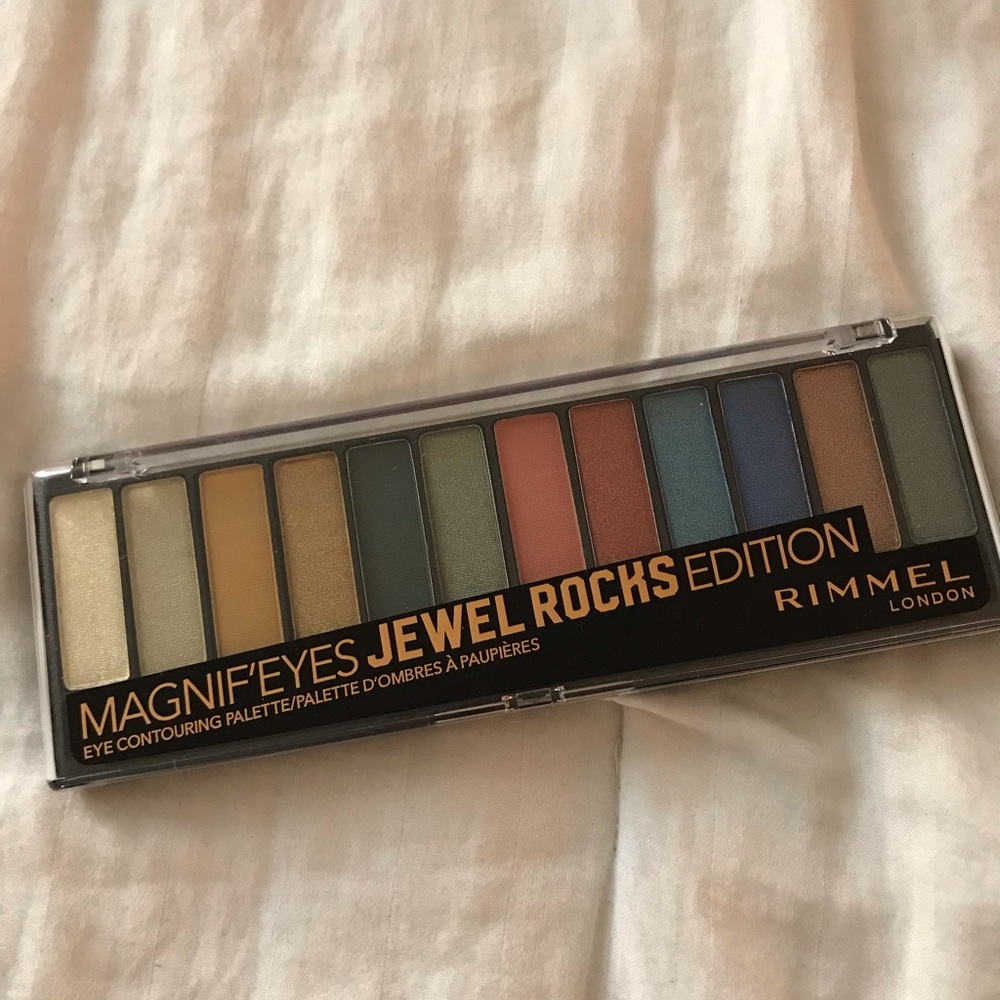 MAGNIF'EYES JEWEL ROCKS EDITION
EYE CONTOURING PALETTE/PALETTE D'OMBRES À PAUPIÈRES
RIMMEL
LONDON